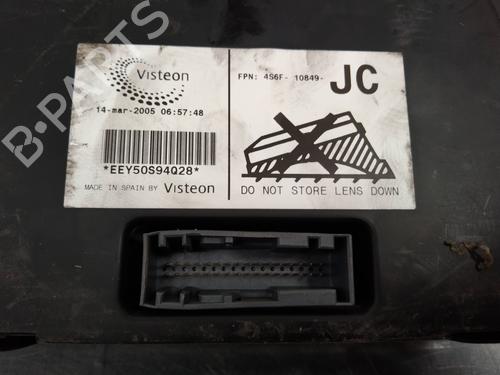 Visteon
14-mar-2005 06:57:48
*EEY50S94Q28*
MADE IN SPAIN BY Visteon
FPN: 4S6F- 10849- JC
DO NOT STORE LENS DOWN
B-PARTS